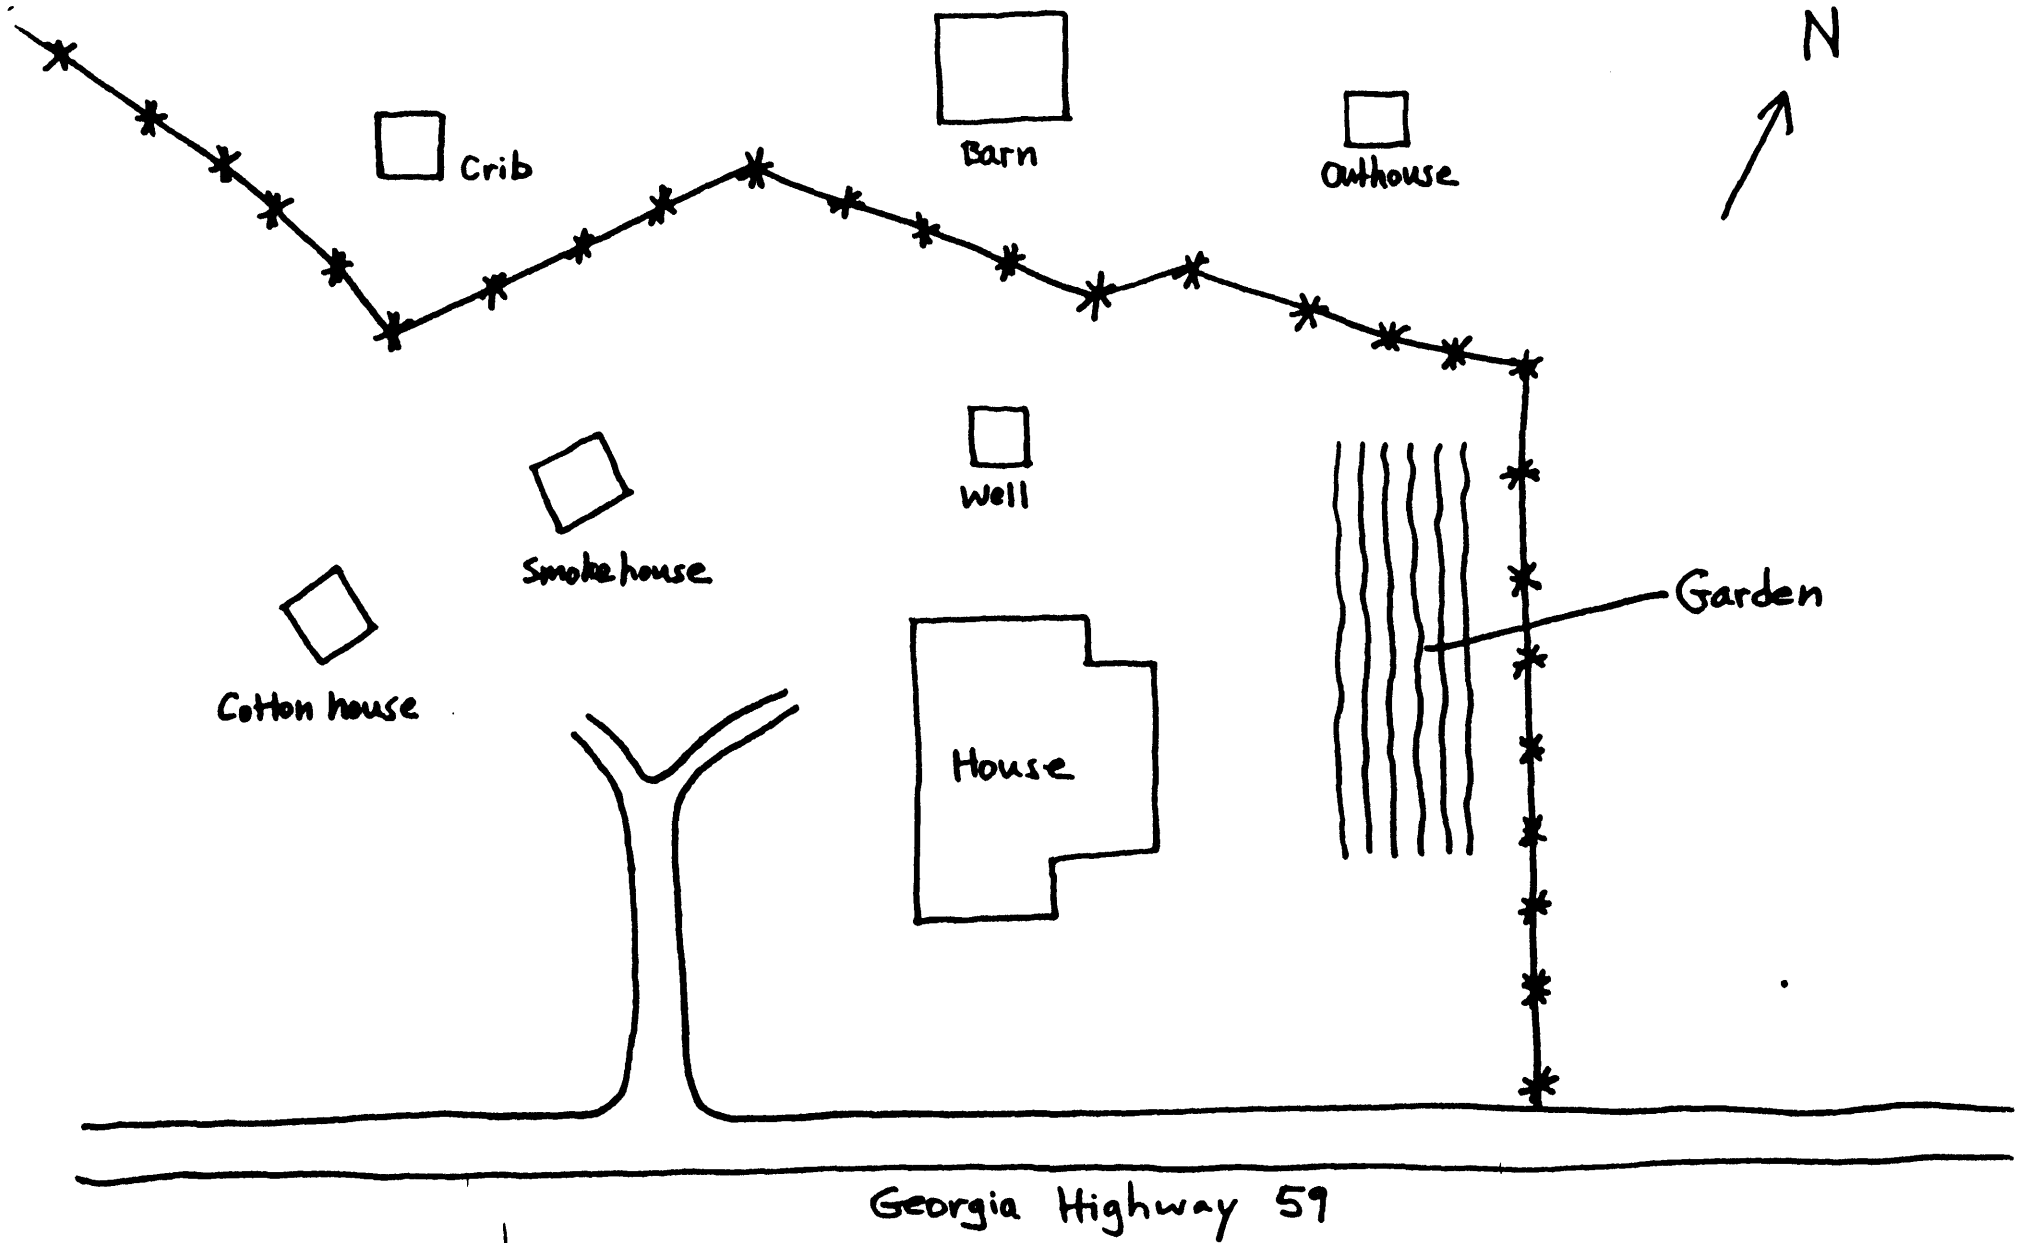 N
Barn
Crib
Outhouse
Well
Smokehouse
Garden
Cotton house
House
Georgia Highway 59